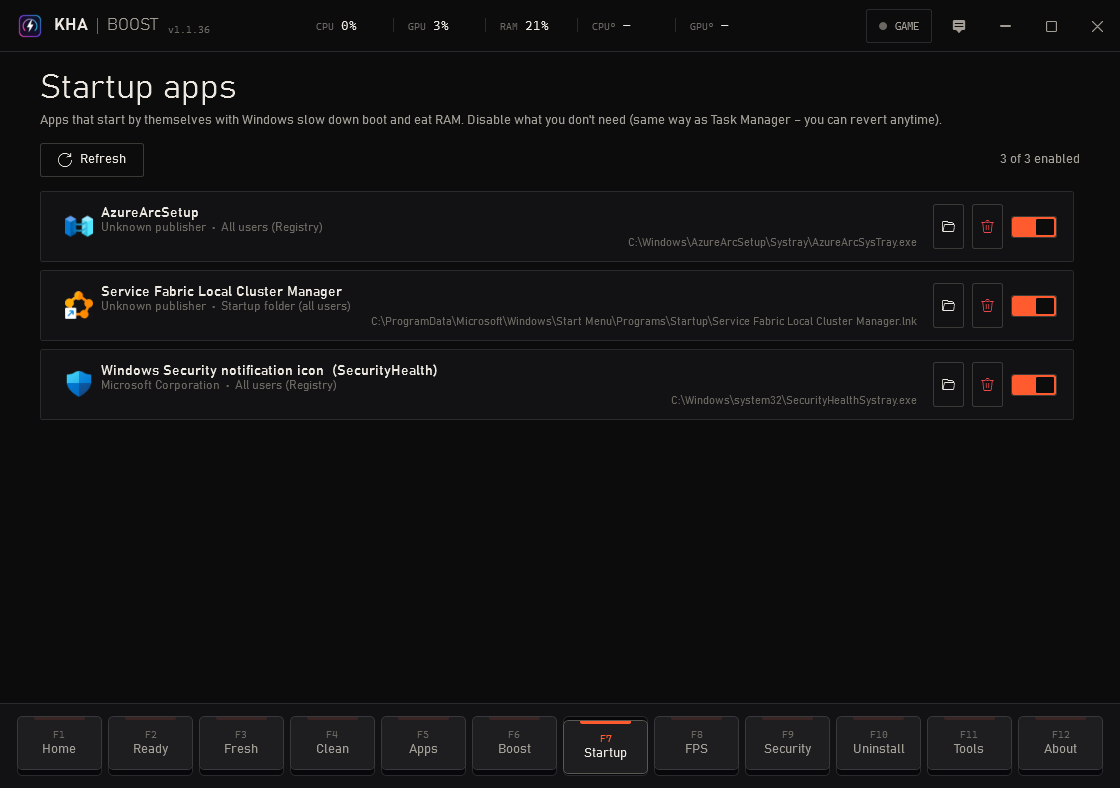 KHA | BOOST v1.1.36 CPU 0% GPU 3% RAM 21% CPU° – GPU° – GAME
Startup apps
Apps that start by themselves with Windows slow down boot and eat RAM. Disable what you don't need (same way as Task Manager – you can revert anytime).
Refresh 3 of 3 enabled
AzureArcSetup
Unknown publisher • All users (Registry)
C:\Windows\AzureArcSetup\Systray\AzureArcSysTray.exe
Service Fabric Local Cluster Manager
Unknown publisher • Startup folder (all users)
C:\ProgramData\Microsoft\Windows\Start Menu\Programs\Startup\Service Fabric Local Cluster Manager.lnk
Windows Security notification icon (SecurityHealth)
Microsoft Corporation • All users (Registry)
C:\Windows\system32\SecurityHealthSystray.exe
F1 F2 F3 F4 F5 F6 F7 F8 F9 F10 F11 F12
Home Ready Fresh Clean Apps Boost Startup FPS Security Uninstall Tools About